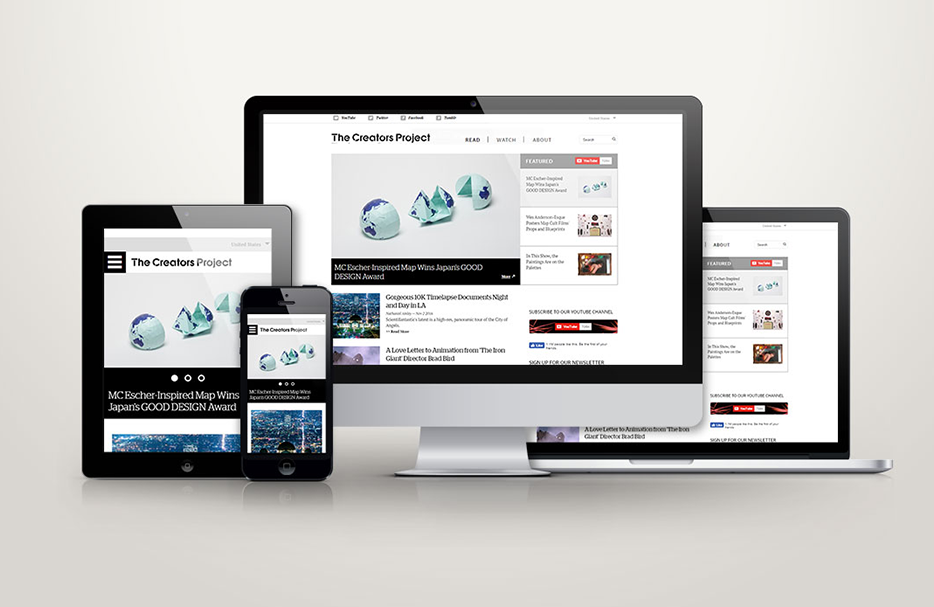 YouTube
Twitter
Facebook
Tumblr
The Creators Project
READ
WATCH
ABOUT
Search
FEATURED
YouTube
MC Escher-Inspired
Map Wins Japan's
GOOD DESIGN Award
Wes Anderson-Esque
Posters Map Cult Films'
Props and Blueprints
In This Show, the
Paintings Are on the
Palettes
MC Escher-Inspired Map Wins Japan's GOOD
DESIGN Award
More
Gorgeous 10K Timelapse Documents Night
and Day in LA
Scientifantastic's latest is a high-res, panoramic tour of the City of
Angels.
Read More
A Love Letter to Animation from 'The Iron
Giant' Director Brad Bird
SUBSCRIBE TO OUR YOUTUBE CHANNEL
YouTube
Like
SIGN UP FOR OUR NEWSLETTER
United States
The Creators Project
MC Escher-Inspired Map Wins
Japan's GOOD DESIGN Award
The Creators Project
MC Escher-Inspired Map Wins
Japan's GOOD DESIGN Award
ABOUT
Search
FEATURED
YouTube
MC Escher-Inspired
Map Wins Japan's
GOOD DESIGN Award
Wes Anderson-Esque
Posters Map Cult Films'
Props and Blueprints
In This Show, the
Paintings Are on the
Palettes
SUBSCRIBE TO OUR YOUTUBE CHANNEL
YouTube
Like
SIGN UP FOR OUR NEWSLETTER
A Love Letter to Animation from 'The Iron
Giant' Director Brad Bird